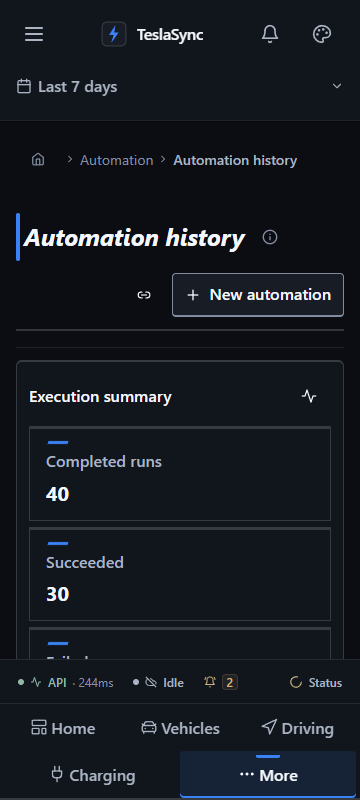 TeslaSync
Last 7 days
Automation
Automation history
Automation history
New automation
Execution summary
Completed runs
40
Succeeded
30
API · 244ms
Idle
2
Status
Home
Vehicles
Driving
Charging
More